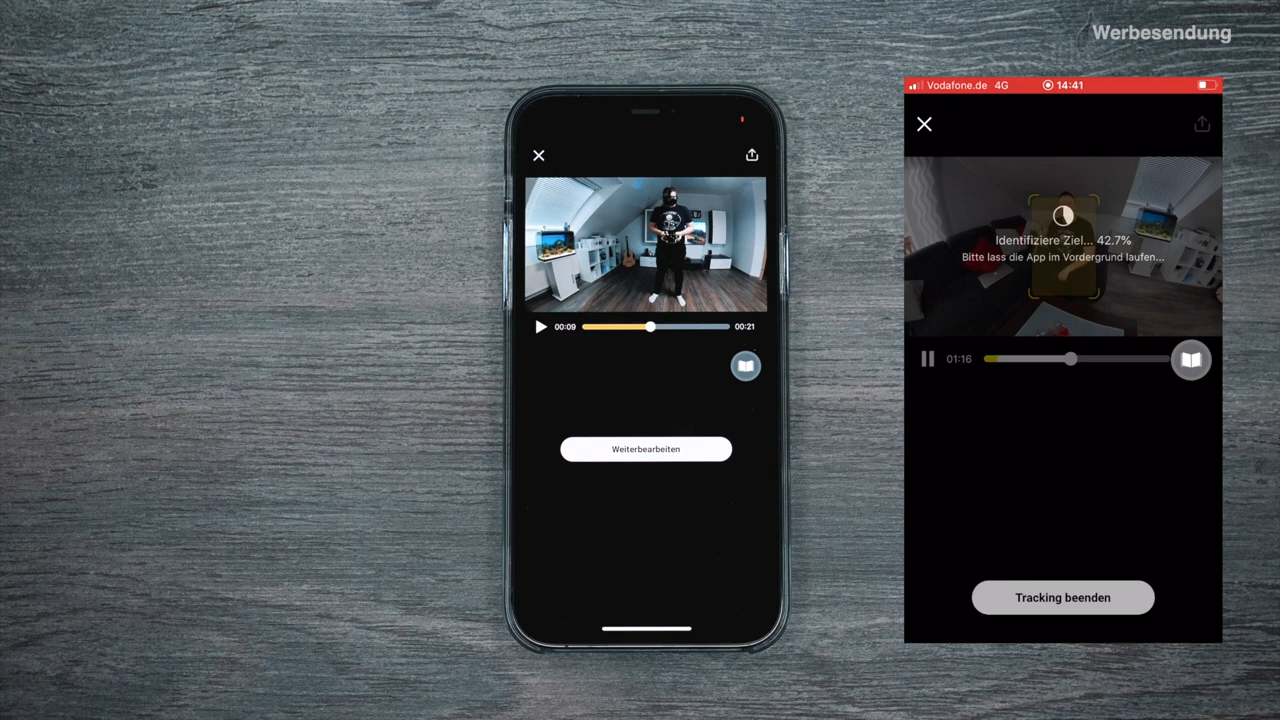 Werbesendung
Vodafone.de 4G 14:41
Identifiziere Ziel... 42.7%
Bitte lass die App im Vordergrund laufen...
00:09 00:21
01:16
Weiterbearbeiten
Tracking beenden